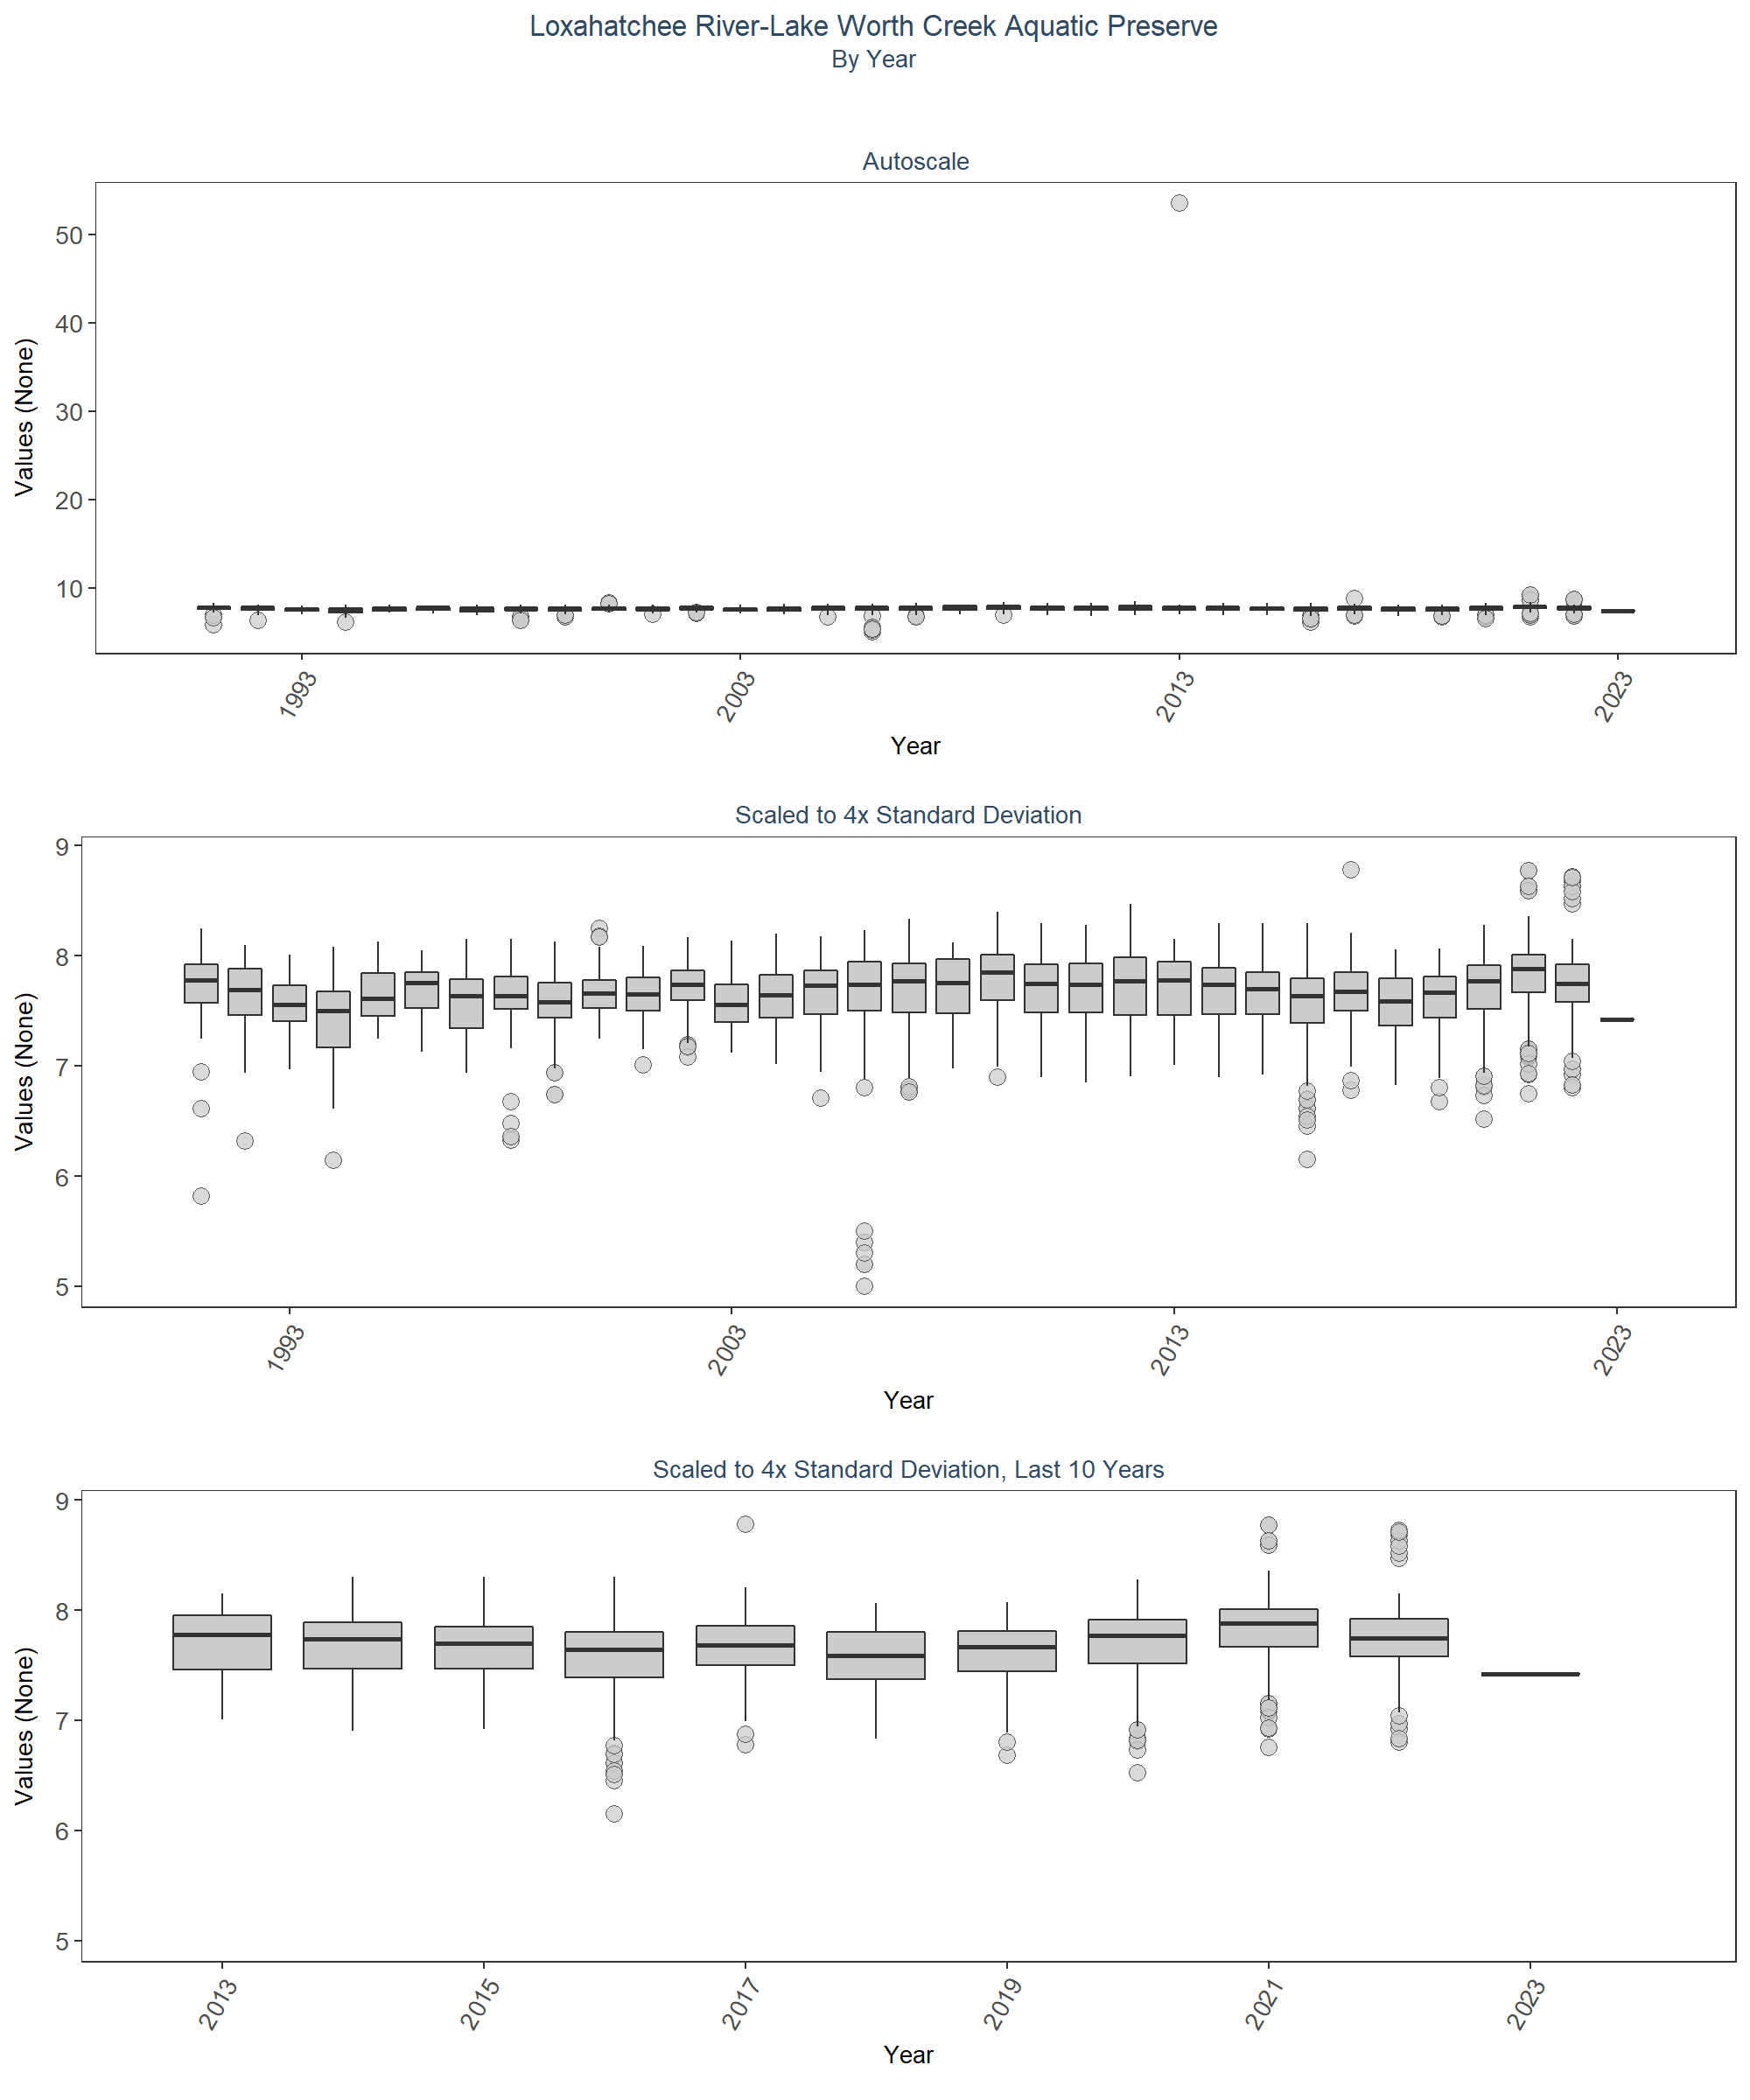 Loxahatchee River-Lake Worth Creek Aquatic Preserve
By Year
Autoscale
Values (None)
50
40
30
20
10
1993
2003
2013
2023
Year
Scaled to 4x Standard Deviation
Values (None)
9
8
7
6
5
1993
2003
2013
2023
Year
Scaled to 4x Standard Deviation, Last 10 Years
Values (None)
9
8
7
6
5
2013
2015
2017
2019
2021
2023
Year